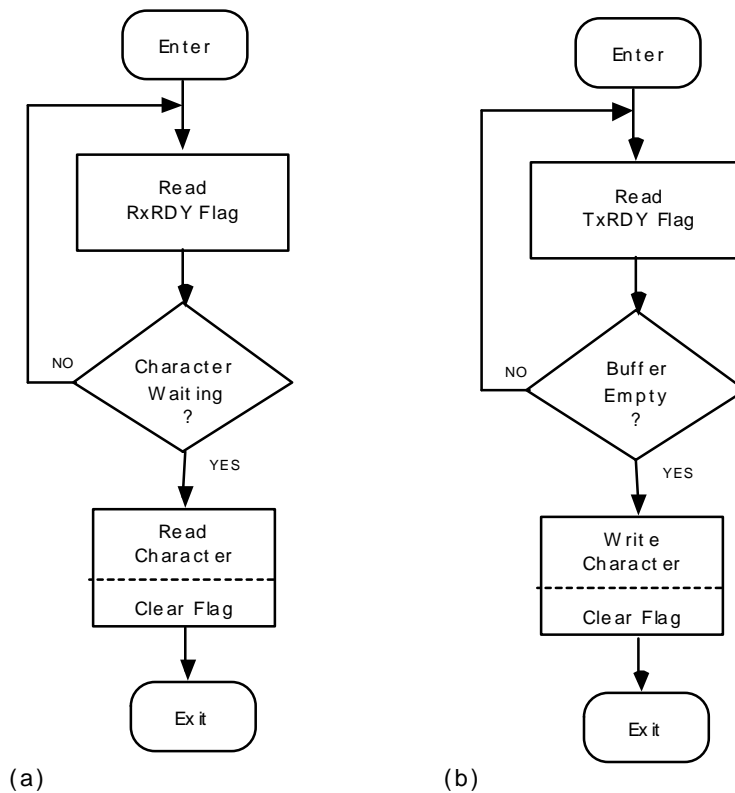 Enter
Read
RxRDY Flag
NO
Character
Waiting
?
YES
Read
Character
Clear Flag
Exit
(a)
Enter
Read
TxRDY Flag
NO
Buffer
Empty
?
YES
Write
Character
Clear Flag
Exit
(b)